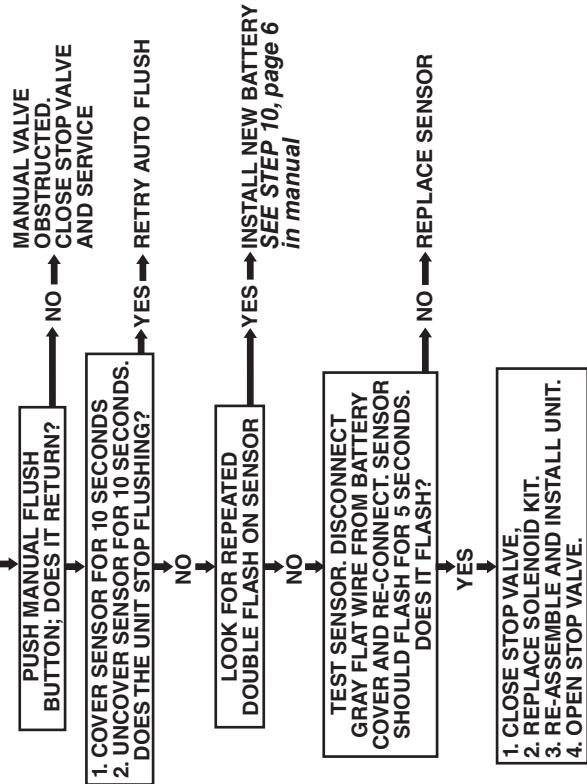 PUSH MANUAL FLUSH
BUTTON; DOES IT RETURN?
NO
MANUAL VALVE
OBSTRUCTED.
CLOSE STOP VALVE
AND SERVICE
1. COVER SENSOR FOR 10 SECONDS
2. UNCOVER SENSOR FOR 10 SECONDS.
DOES THE UNIT STOP FLUSHING?
YES
RETRY AUTO FLUSH
NO
LOOK FOR REPEATED
DOUBLE FLASH ON SENSOR
YES
INSTALL NEW BATTERY
SEE STEP 10, page 6
in manual
NO
TEST SENSOR. DISCONNECT
GRAY FLAT WIRE FROM BATTERY
COVER AND RE-CONNECT. SENSOR
SHOULD FLASH FOR 5 SECONDS.
DOES IT FLASH?
NO
REPLACE SENSOR
YES
1. CLOSE STOP VALVE,
2. REPLACE SOLENOID KIT.
3. RE-ASSEMBLE AND INSTALL UNIT.
4. OPEN STOP VALVE.